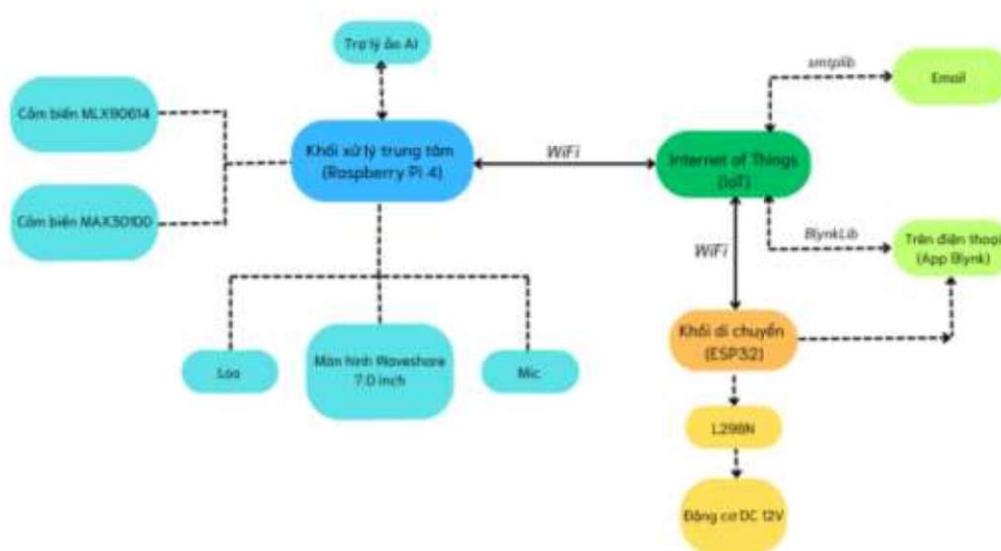 Trợ lý ảo AI
smtplib
Email
Cảm biến MLX90614
Khối xử lý trung tâm
(Raspberry Pi 4)
WiFi
Internet of Things
(IoT)
Cảm biến MAX30100
BlynkLib
Trên điện thoại
(App Blynk)
WiFi
Khối di chuyển
(ESP32)
Loa
Màn hình Waveshare
7.0 inch
Mic
L298N
Động cơ DC 12V